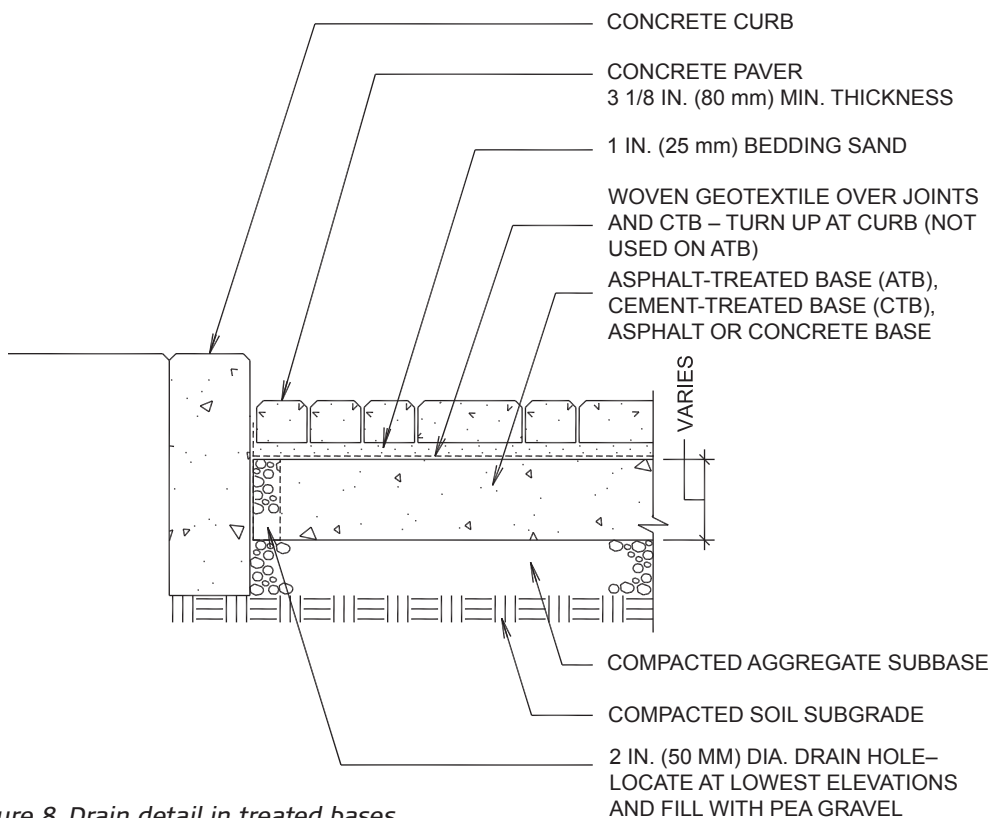 CONCRETE CURB
CONCRETE PAVER
3 1/8 IN. (80 mm) MIN. THICKNESS
1 IN. (25 mm) BEDDING SAND
WOVEN GEOTEXTILE OVER JOINTS
AND CTB – TURN UP AT CURB (NOT
USED ON ATB)
ASPHALT-TREATED BASE (ATB),
CEMENT-TREATED BASE (CTB),
ASPHALT OR CONCRETE BASE
VARIES
COMPACTED AGGREGATE SUBBASE
COMPACTED SOIL SUBGRADE
2 IN. (50 MM) DIA. DRAIN HOLE–
LOCATE AT LOWEST ELEVATIONS
AND FILL WITH PEA GRAVEL
ure 8. Drain detail in treated bases